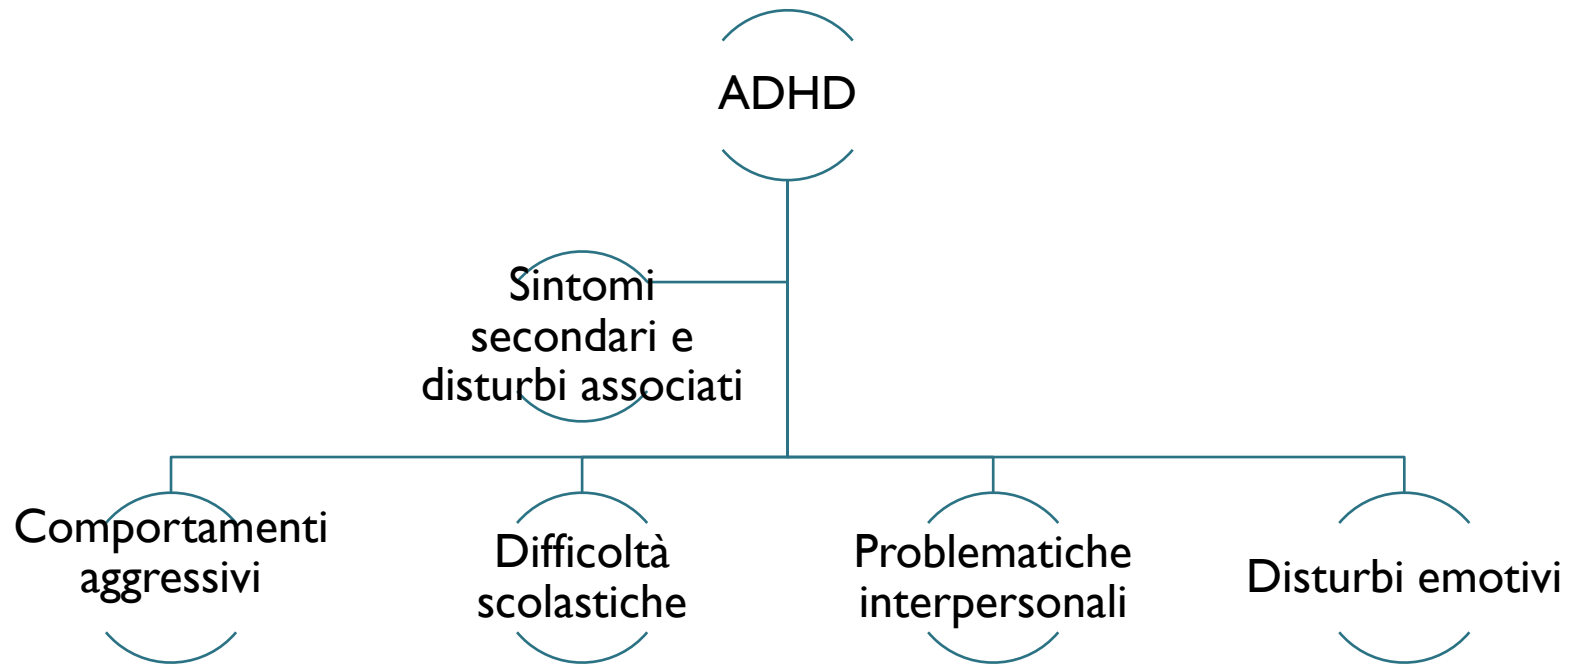 ADHD
Sintomi
secondari e
disturbi associati
Comportamenti
aggressivi
Difficoltà
scolastiche
Problematiche
interpersonali
Disturbi emotivi